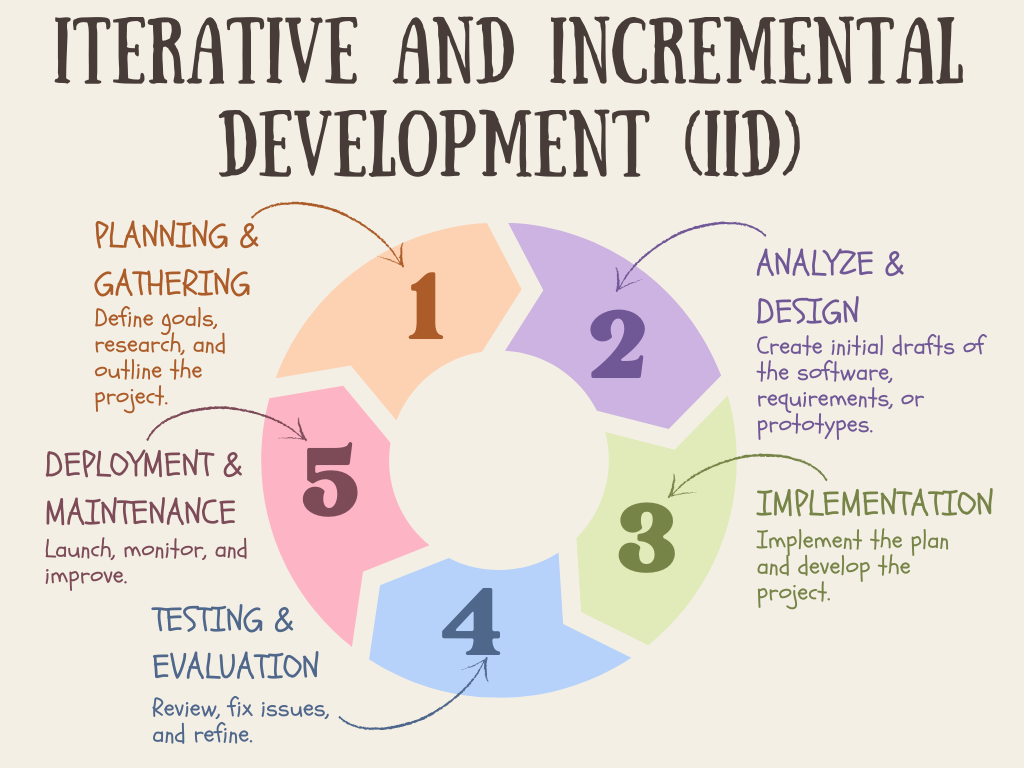 ITERATIVE AND INCREMENTAL
DEVELOPMENT (IID)
PLANNING &
GATHERING
Define goals,
research, and
outline the
project.
1
2
ANALYZE &
DESIGN
Create initial drafts of
the software,
requirements, or
prototypes.
3
IMPLEMENTATION
Implement the plan
and develop the
project.
4
TESTING &
EVALUATION
Review, fix issues,
and refine.
5
DEPLOYMENT &
MAINTENANCE
Launch, monitor, and
improve.